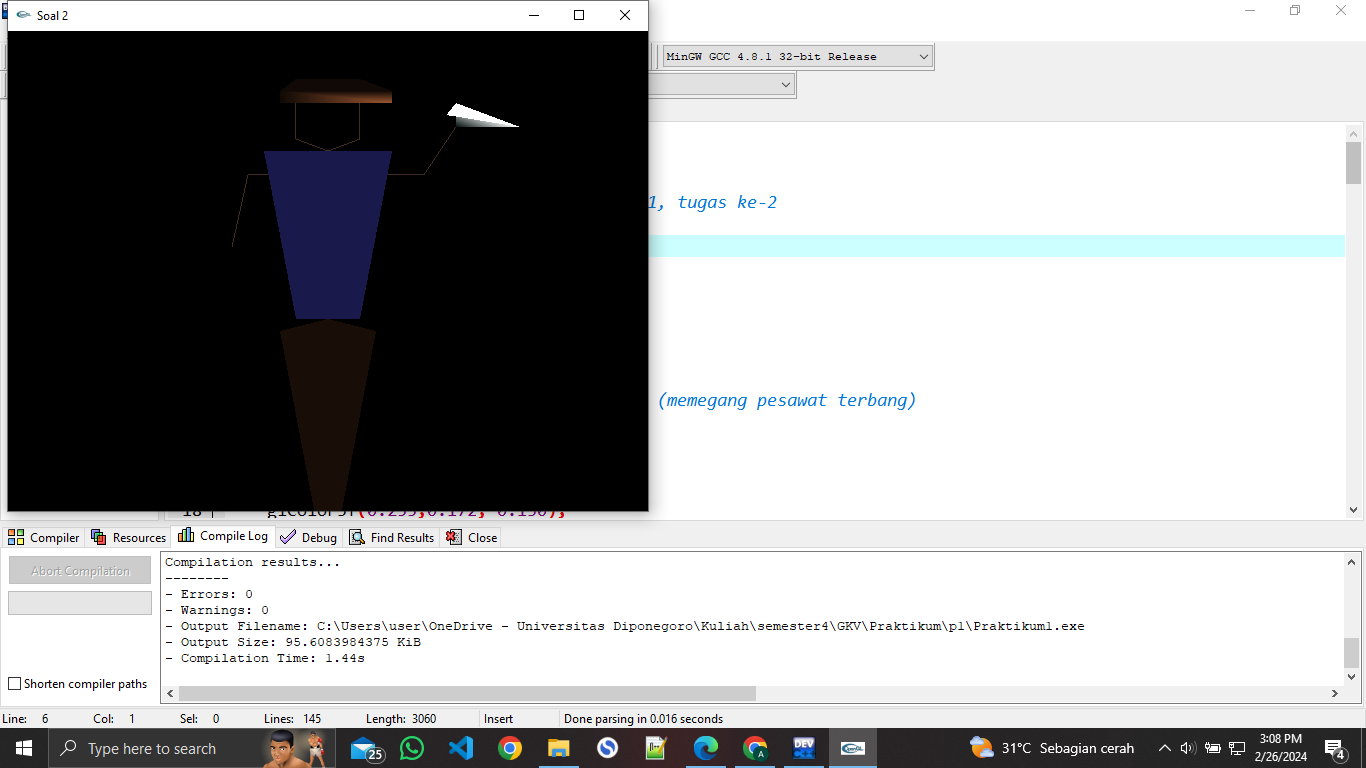 Soal 2
MinGW GCC 4.8.1 32-bit Release
1, tugas ke-2
(memegang pesawat terbang)
Compiler
Resources
Compile Log
Debug
Find Results
Close
Abort Compilation
Shorten compiler paths
Compilation results...
--------
- Errors: 0
- Warnings: 0
- Output Filename: C:\Users\user\OneDrive - Universitas Diponegoro\Kuliah\semester4\GKV\Praktikum\p1\Praktikum1.exe
- Output Size: 95.6083984375 KiB
- Compilation Time: 1.44s
Line: 6 Col: 1 Sel: 0 Lines: 145 Length: 3060 Insert Done parsing in 0.016 seconds
Type here to search
25
DEV
31°C Sebagian cerah
3:08 PM
2/26/2024
4